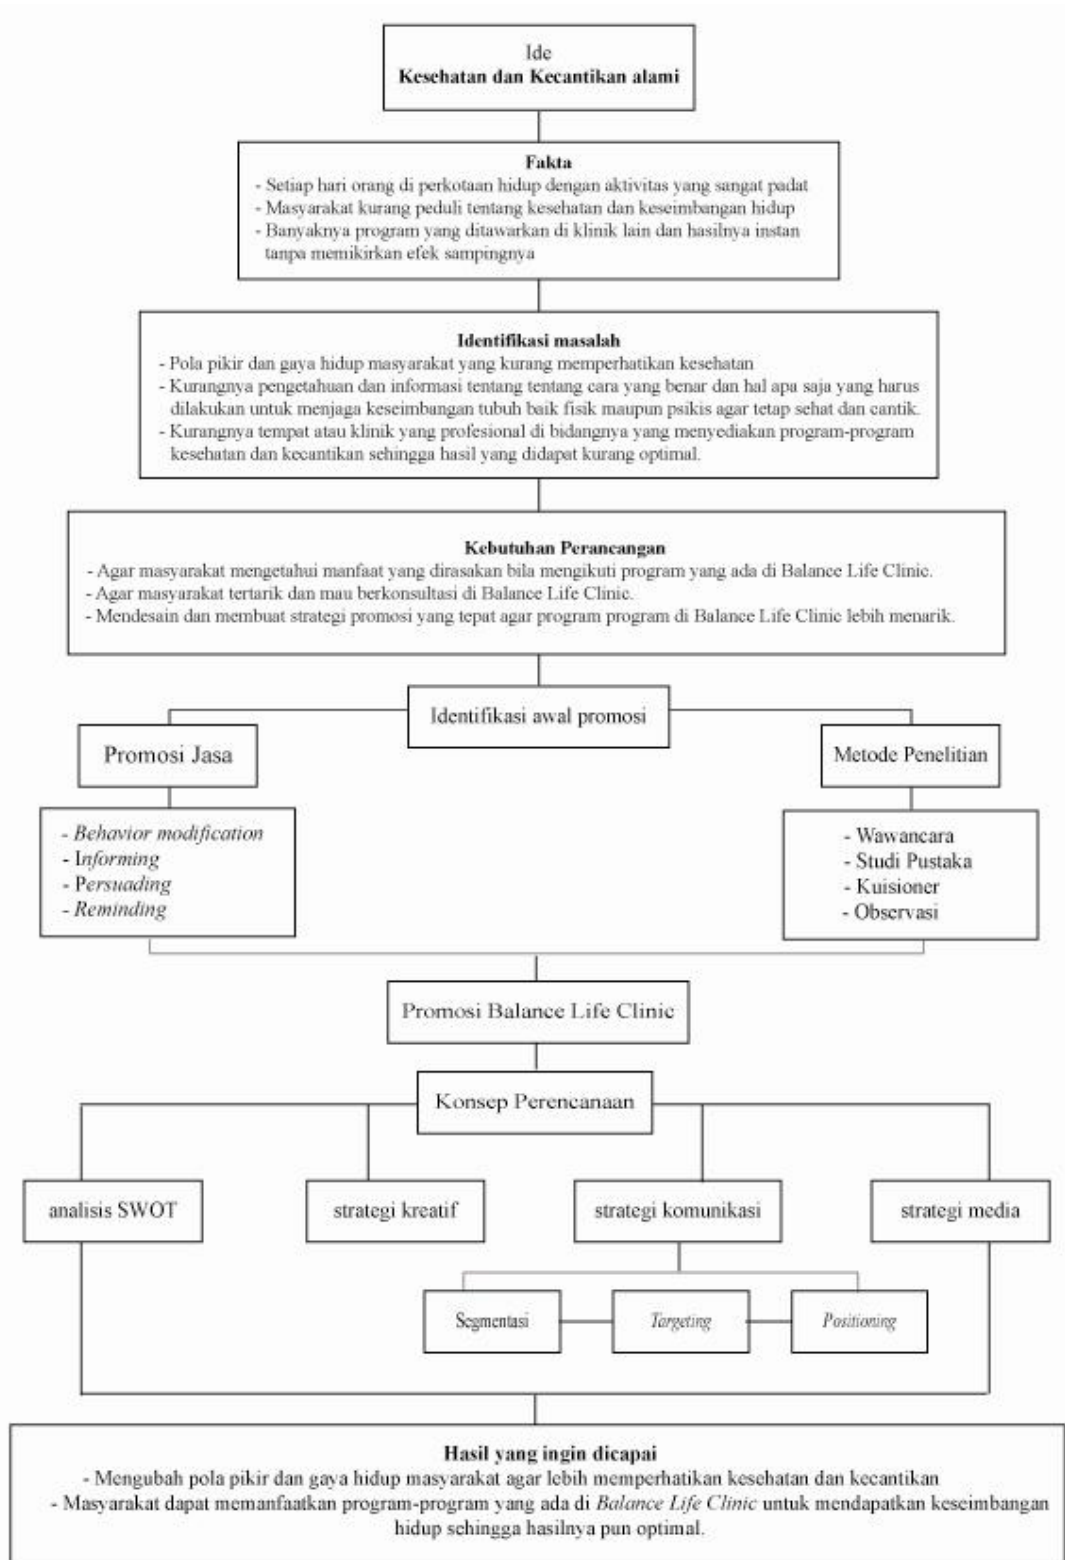 Ide
Kesehatan dan Kecantikan alami
Fakta
- Setiap hari orang di perkotaan hidup dengan aktivitas yang sangat padat
- Masyarakat kurang peduli tentang kesehatan dan keseimbangan hidup
- Banyaknya program yang ditawarkan di klinik lain dan hasilnya instan
tanpa memikirkan efek sampingnya
Identifikasi masalah
- Pola pikir dan gaya hidup masyarakat yang kurang memperhatikan kesehatan
- Kurangnya pengetahuan dan informasi tentang tentang cara yang benar dan hal apa saja yang harus
dilakukan untuk menjaga keseimbangan tubuh baik fisik maupun psikis agar tetap sehat dan cantik.
- Kurangnya tempat atau klinik yang profesional di bidangnya yang menyediakan program-program
kesehatan dan kecantikan sehingga hasil yang didapat kurang optimal.
Kebutuhan Perancangan
- Agar masyarakat mengetahui manfaat yang dirasakan bila mengikuti program yang ada di Balance Life Clinic.
- Agar masyarakat tertarik dan mau berkonsultasi di Balance Life Clinic.
- Mendesain dan membuat strategi promosi yang tepat agar program program di Balance Life Clinic lebih menarik.
Identifikasi awal promosi
Promosi Jasa
Metode Penelitian
- Behavior modification
- Informing
- Persuading
- Reminding
- Wawancara
- Studi Pustaka
- Kuisioner
- Observasi
Promosi Balance Life Clinic
Konsep Perencanaan
analisis SWOT
strategi kreatif
strategi komunikasi
strategi media
Segmentasi
Targeting
Positioning
Hasil yang ingin dicapai
- Mengubah pola pikir dan gaya hidup masyarakat agar lebih memperhatikan kesehatan dan kecantikan
- Masyarakat dapat memanfaatkan program-program yang ada di Balance Life Clinic untuk mendapatkan keseimbangan
hidup sehingga hasilnya pun optimal.